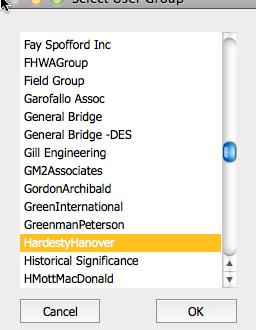 Select User Group
Fay Spofford Inc
FHWAGroup
Field Group
Garofallo Assoc
General Bridge
General Bridge -DES
Gill Engineering
GM2Associates
GordonArchibald
GreenInternational
GreenmanPeterson
HardestyHanover
Historical Significance
HMottMacDonald
Cancel
OK